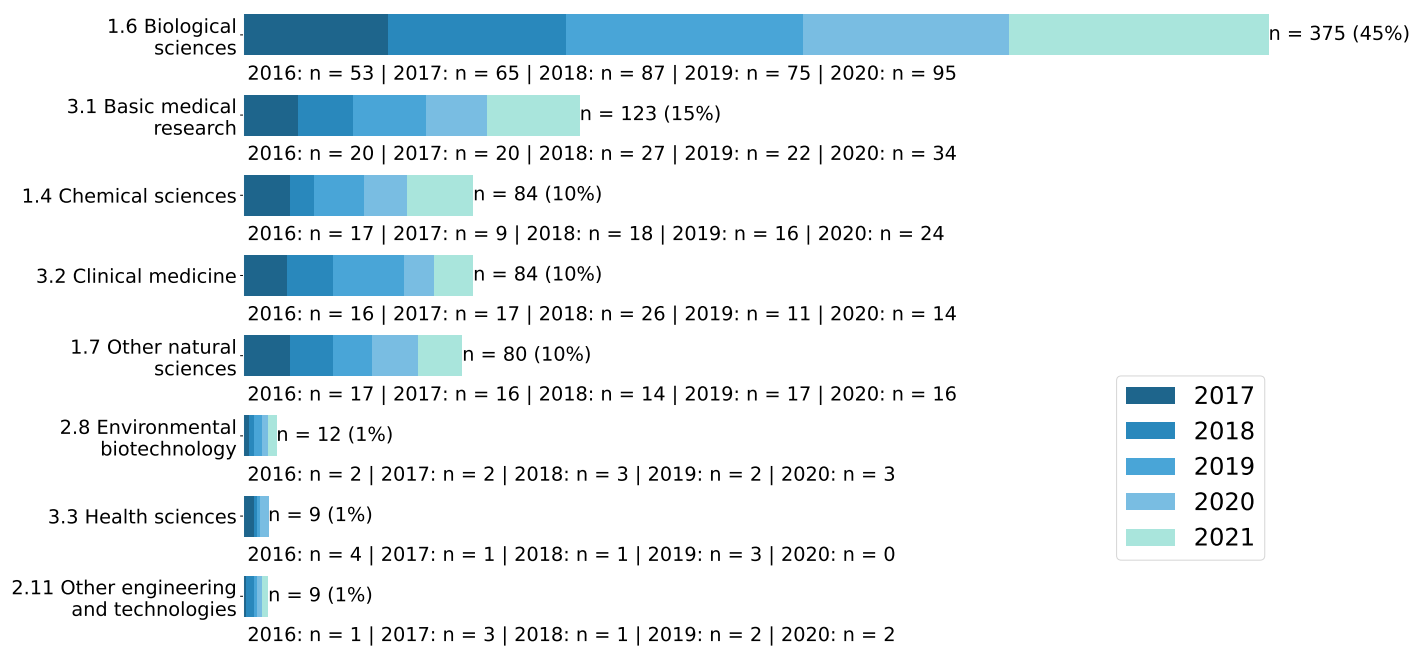 1.6 Biological
sciences
n = 375 (45%)
2016: n = 53 | 2017: n = 65 | 2018: n = 87 | 2019: n = 75 | 2020: n = 95
3.1 Basic medical
research
n = 123 (15%)
2016: n = 20 | 2017: n = 20 | 2018: n = 27 | 2019: n = 22 | 2020: n = 34
1.4 Chemical sciences
n = 84 (10%)
2016: n = 17 | 2017: n = 9 | 2018: n = 18 | 2019: n = 16 | 2020: n = 24
3.2 Clinical medicine
n = 84 (10%)
2016: n = 16 | 2017: n = 17 | 2018: n = 26 | 2019: n = 11 | 2020: n = 14
1.7 Other natural
sciences
n = 80 (10%)
2016: n = 17 | 2017: n = 16 | 2018: n = 14 | 2019: n = 17 | 2020: n = 16
2.8 Environmental
biotechnology
n = 12 (1%)
2016: n = 2 | 2017: n = 2 | 2018: n = 3 | 2019: n = 2 | 2020: n = 3
3.3 Health sciences
n = 9 (1%)
2016: n = 4 | 2017: n = 1 | 2018: n = 1 | 2019: n = 3 | 2020: n = 0
2.11 Other engineering
and technologies
n = 9 (1%)
2016: n = 1 | 2017: n = 3 | 2018: n = 1 | 2019: n = 2 | 2020: n = 2
2017
2018
2019
2020
2021